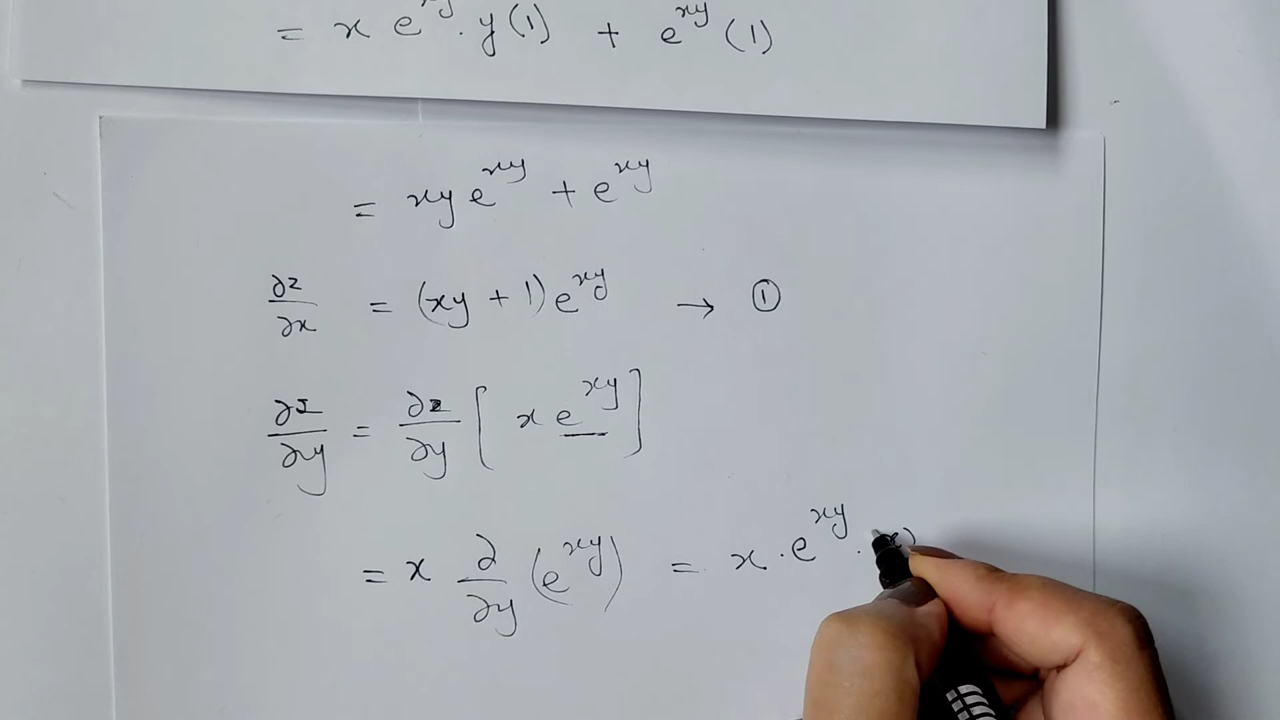 = x e^xy . y(1) + e^xy (1)
= xy e^xy + e^xy
∂z/∂x = (xy + 1) e^xy → ①
∂z/∂y = ∂z/∂y [ x e^xy ]
= x ∂/∂y (e^xy) = x . e^xy .